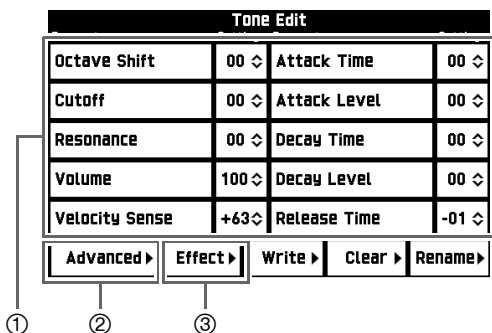 Tone Edit
Octave Shift 00 Attack Time 00
Cutoff 00 Attack Level 00
Resonance 00 Decay Time 00
Volume 100 Decay Level 00
Velocity Sense +63 Release Time -01
Advanced Effect Write Clear Rename
① ② ③